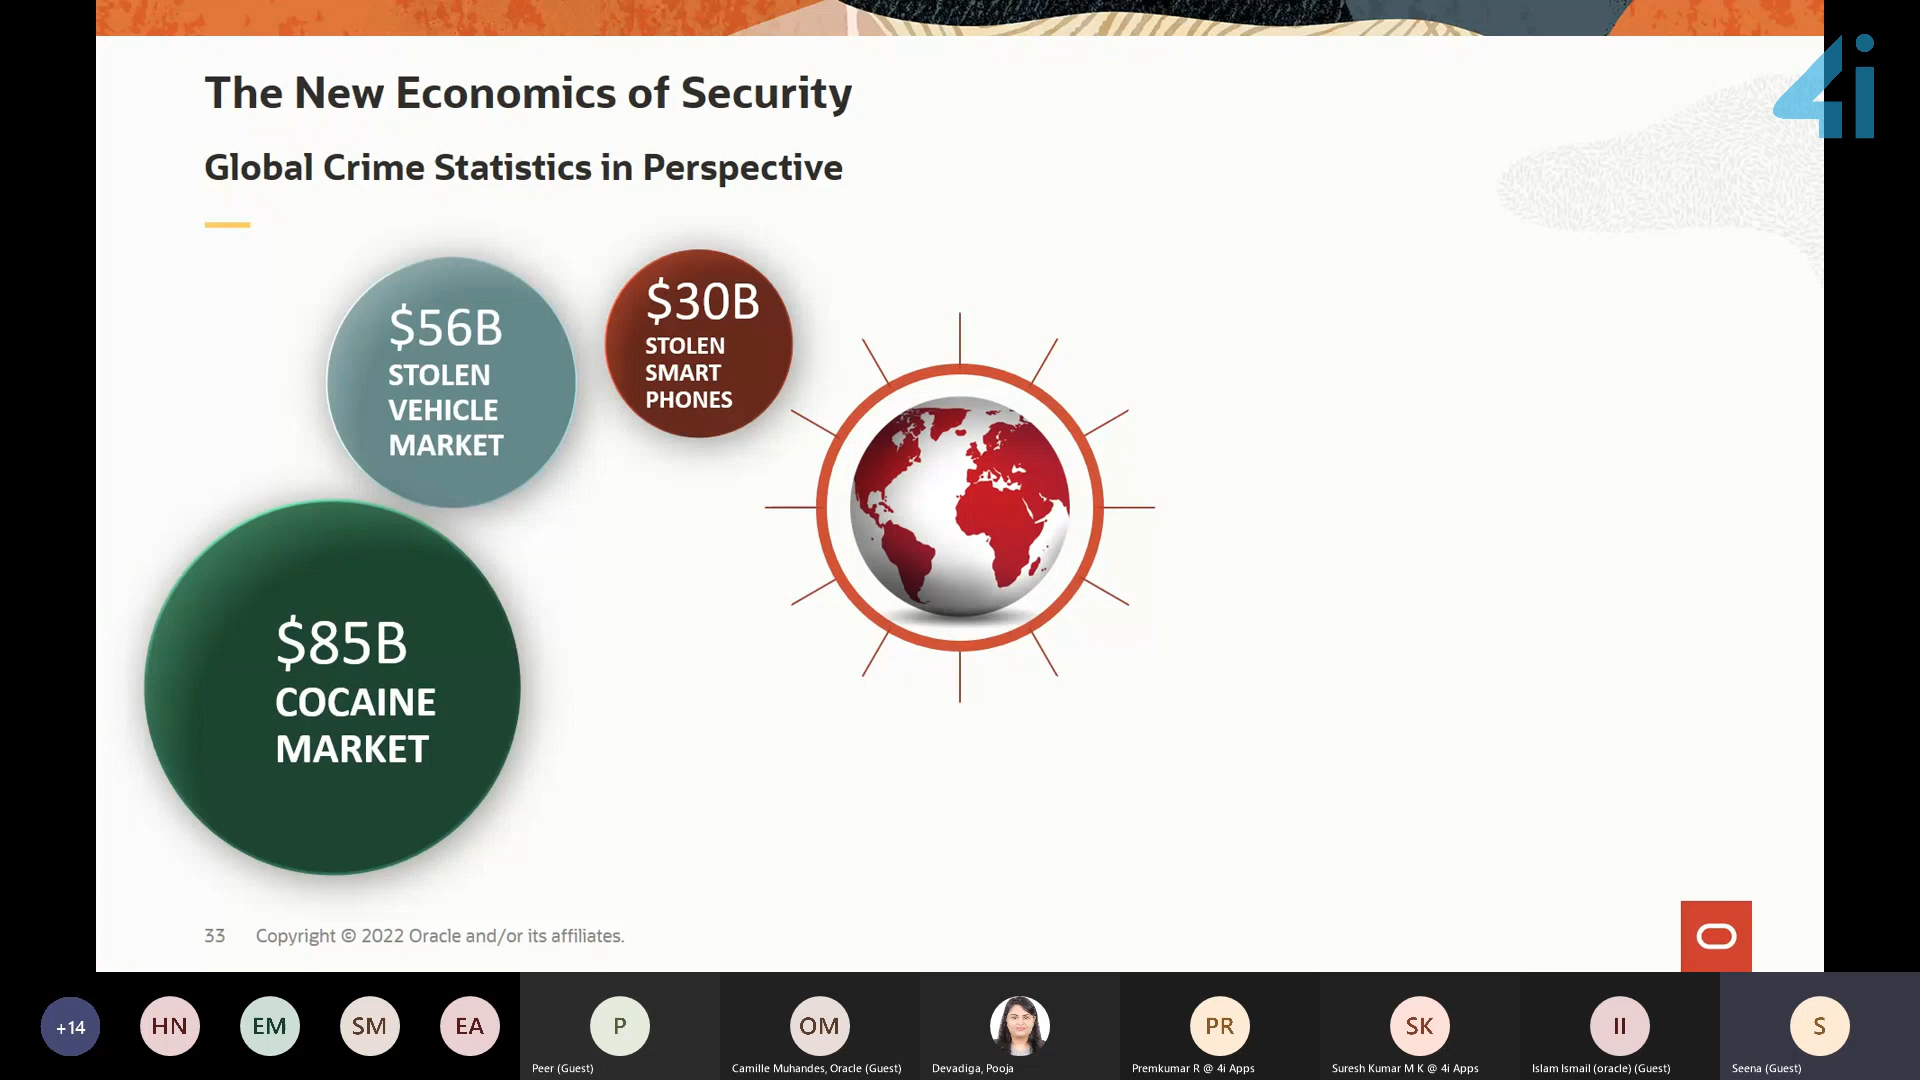 4i
The New Economics of Security
Global Crime Statistics in Perspective
$56B
STOLEN
VEHICLE
MARKET
$30B
STOLEN
SMART
PHONES
$85B
COCAINE
MARKET
33 Copyright © 2022 Oracle and/or its affiliates.
+14
HN
EM
SM
EA
P
OM
PR
SK
II
S
Peer (Guest)
Camille Muhandes, Oracle (Guest)
Devadiga, Pooja
Premkumar R @ 4i Apps
Suresh Kumar M K @ 4i Apps
Islam Ismail (oracle) (Guest)
Seena (Guest)